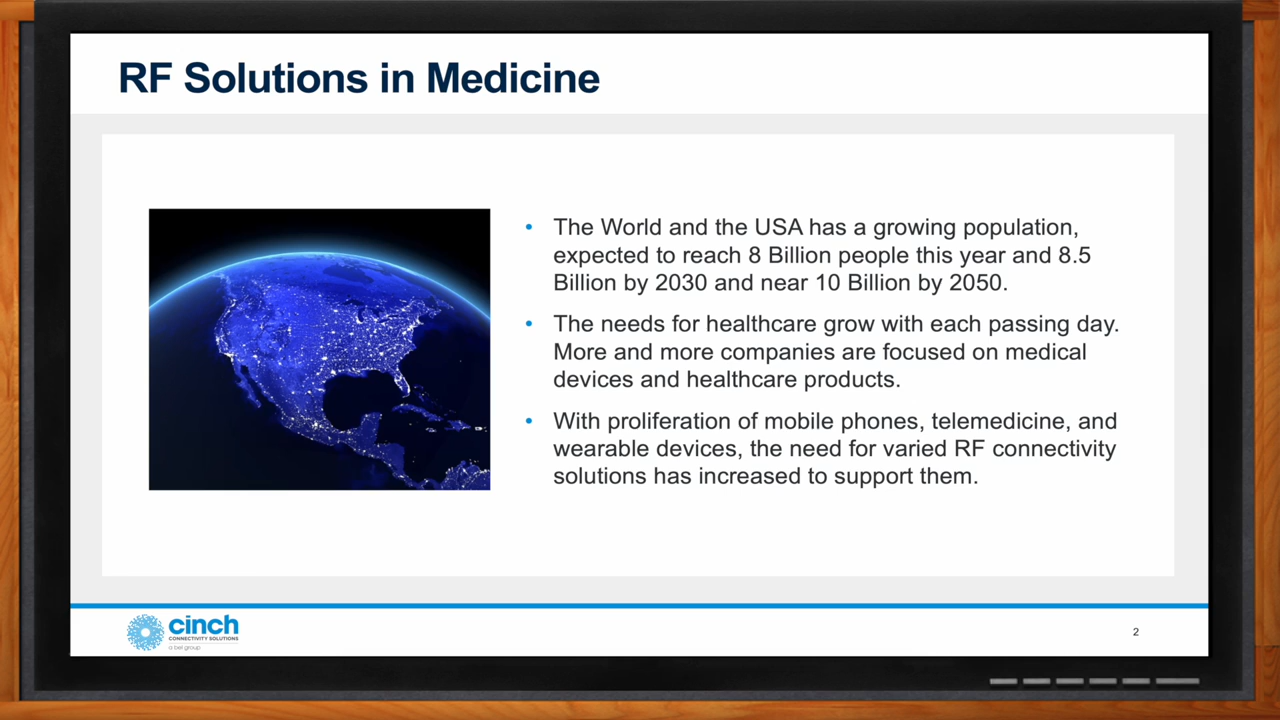 RF Solutions in Medicine
• The World and the USA has a growing population,
expected to reach 8 Billion people this year and 8.5
Billion by 2030 and near 10 Billion by 2050.
• The needs for healthcare grow with each passing day.
More and more companies are focused on medical
devices and healthcare products.
• With proliferation of mobile phones, telemedicine, and
wearable devices, the need for varied RF connectivity
solutions has increased to support them.
cinch
CONNECTIVITY SOLUTIONS
a bel group
2